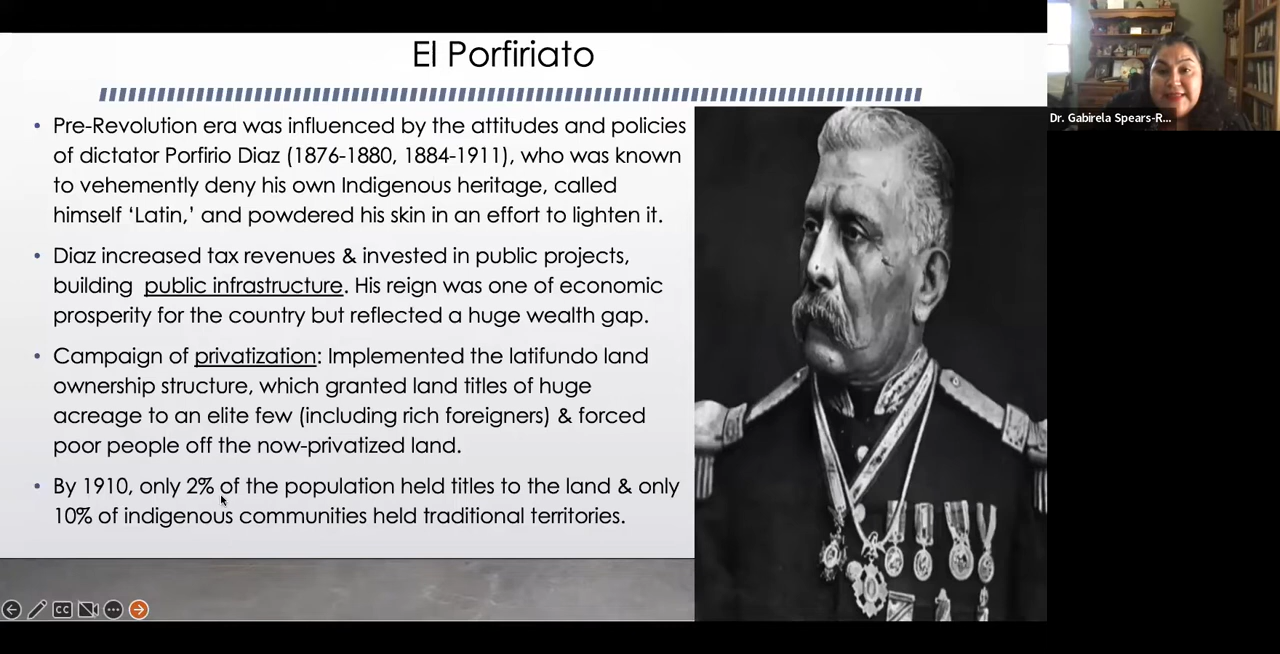 El Porfiriato
• Pre-Revolution era was influenced by the attitudes and policies
of dictator Porfirio Diaz (1876-1880, 1884-1911), who was known
to vehemently deny his own Indigenous heritage, called
himself ‘Latin,’ and powdered his skin in an effort to lighten it.
• Diaz increased tax revenues & invested in public projects,
building public infrastructure. His reign was one of economic
prosperity for the country but reflected a huge wealth gap.
• Campaign of privatization: Implemented the latifundo land
ownership structure, which granted land titles of huge
acreage to an elite few (including rich foreigners) & forced
poor people off the now-privatized land.
• By 1910, only 2% of the population held titles to the land & only
10% of indigenous communities held traditional territories.
CC
Dr. Gabirela Spears-R...